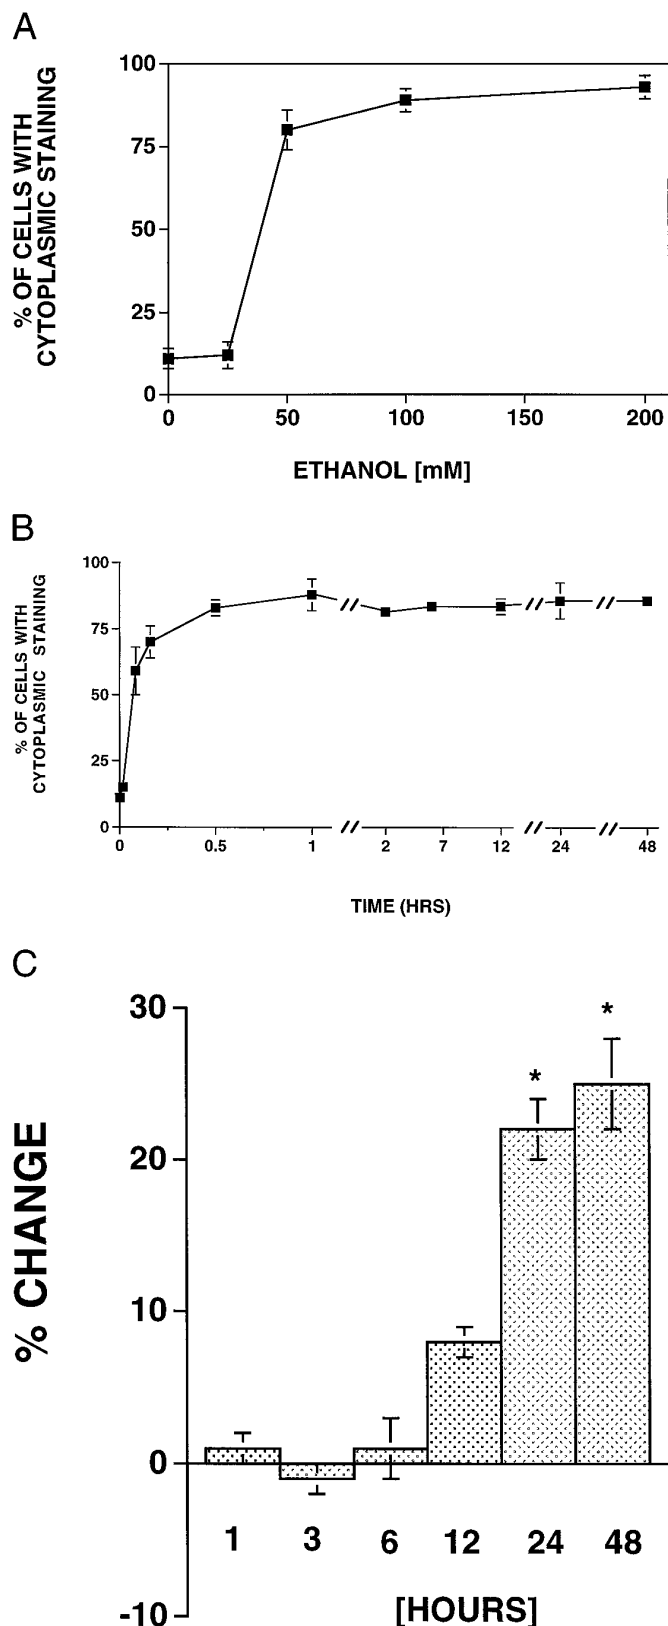 A
% OF CELLS WITH
CYTOPLASMIC STAINING
100
75
50
25
0
0 50 100 150 200
ETHANOL [mM]
B
% OF CELLS WITH
CYTOPLASMIC STAINING
100
75
50
25
0
0 0.5 1 // 2 7 12 // 24 // 48
TIME (HRS)
C
% CHANGE
30
20
10
0
-10
* *
1 3 6 12 24 48
[HOURS]